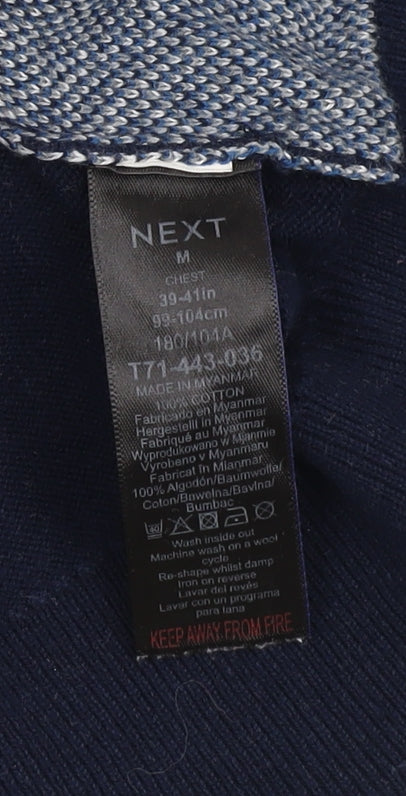 NEXT
M
CHEST
39-41in
99-104cm
180/104A
T71-443-036
MADE IN MYANMAR
100% COTTON
Fabricado en Myanmar
Hergestellt in Myanmar
Fabriqué au Myanmar
Wyprodukowano w Mjanmie
Vyrobeno v Myanmaru
Fabricat în Mianmar
100% Algodón/Baumwolle/
Coton/Bawełna/Bavlna/
Bumbac
Wash inside out
Machine wash on a wool
cycle
Re-shape whilst damp
Iron on reverse
Lavar del revés
Lavar con un programa
para lana
KEEP AWAY FROM FIRE